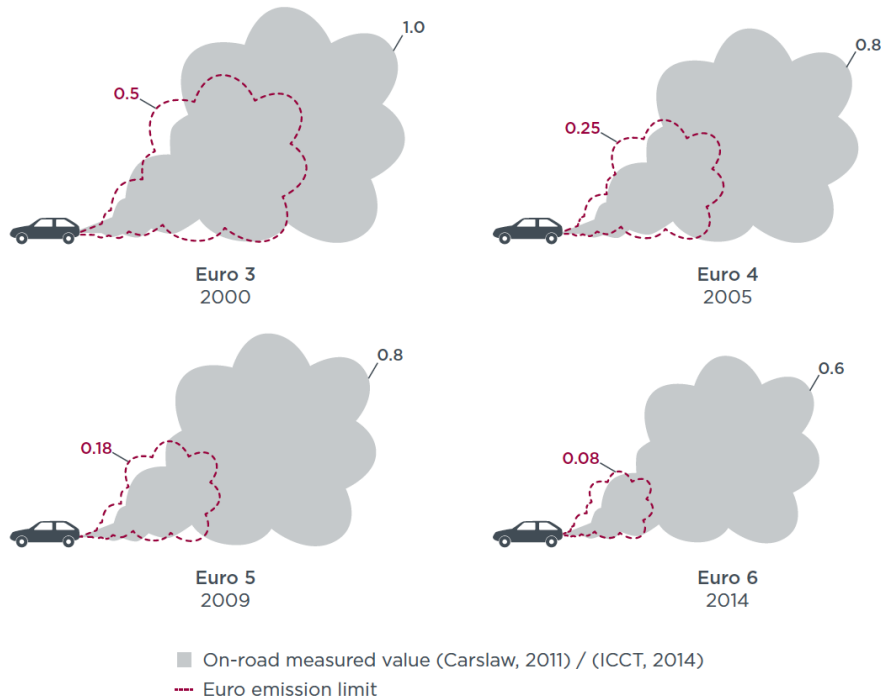 1.0
0.5
Euro 3
2000
0.8
0.25
Euro 4
2005
0.8
0.18
Euro 5
2009
0.6
0.08
Euro 6
2014
On-road measured value (Carslaw, 2011) / (ICCT, 2014)
Euro emission limit